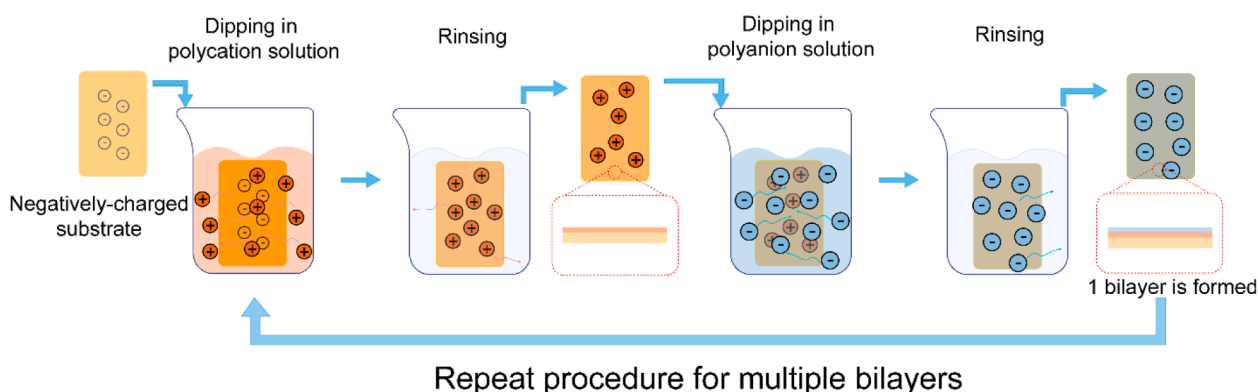 Dipping in
polycation solution
Rinsing
Dipping in
polyanion solution
Rinsing
Negatively-charged
substrate
1 bilayer is formed
Repeat procedure for multiple bilayers